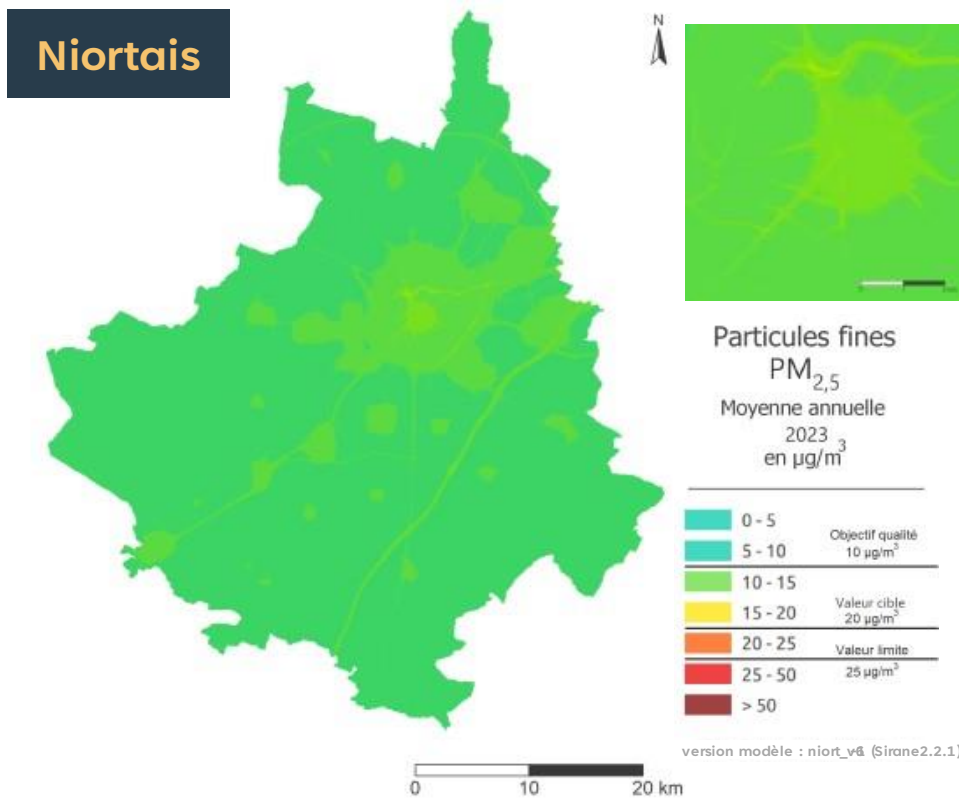 Niortais
N
Particules fines
PM2,5
Moyenne annuelle
2023
en µg/m3
0 - 5
5 - 10
Objectif qualité
10 µg/m3
10 - 15
15 - 20
Valeur cible
20 µg/m3
20 - 25
Valeur limite
25 µg/m3
25 - 50
> 50
version modèle : (Sirane2.2.1)
0 10 20 km